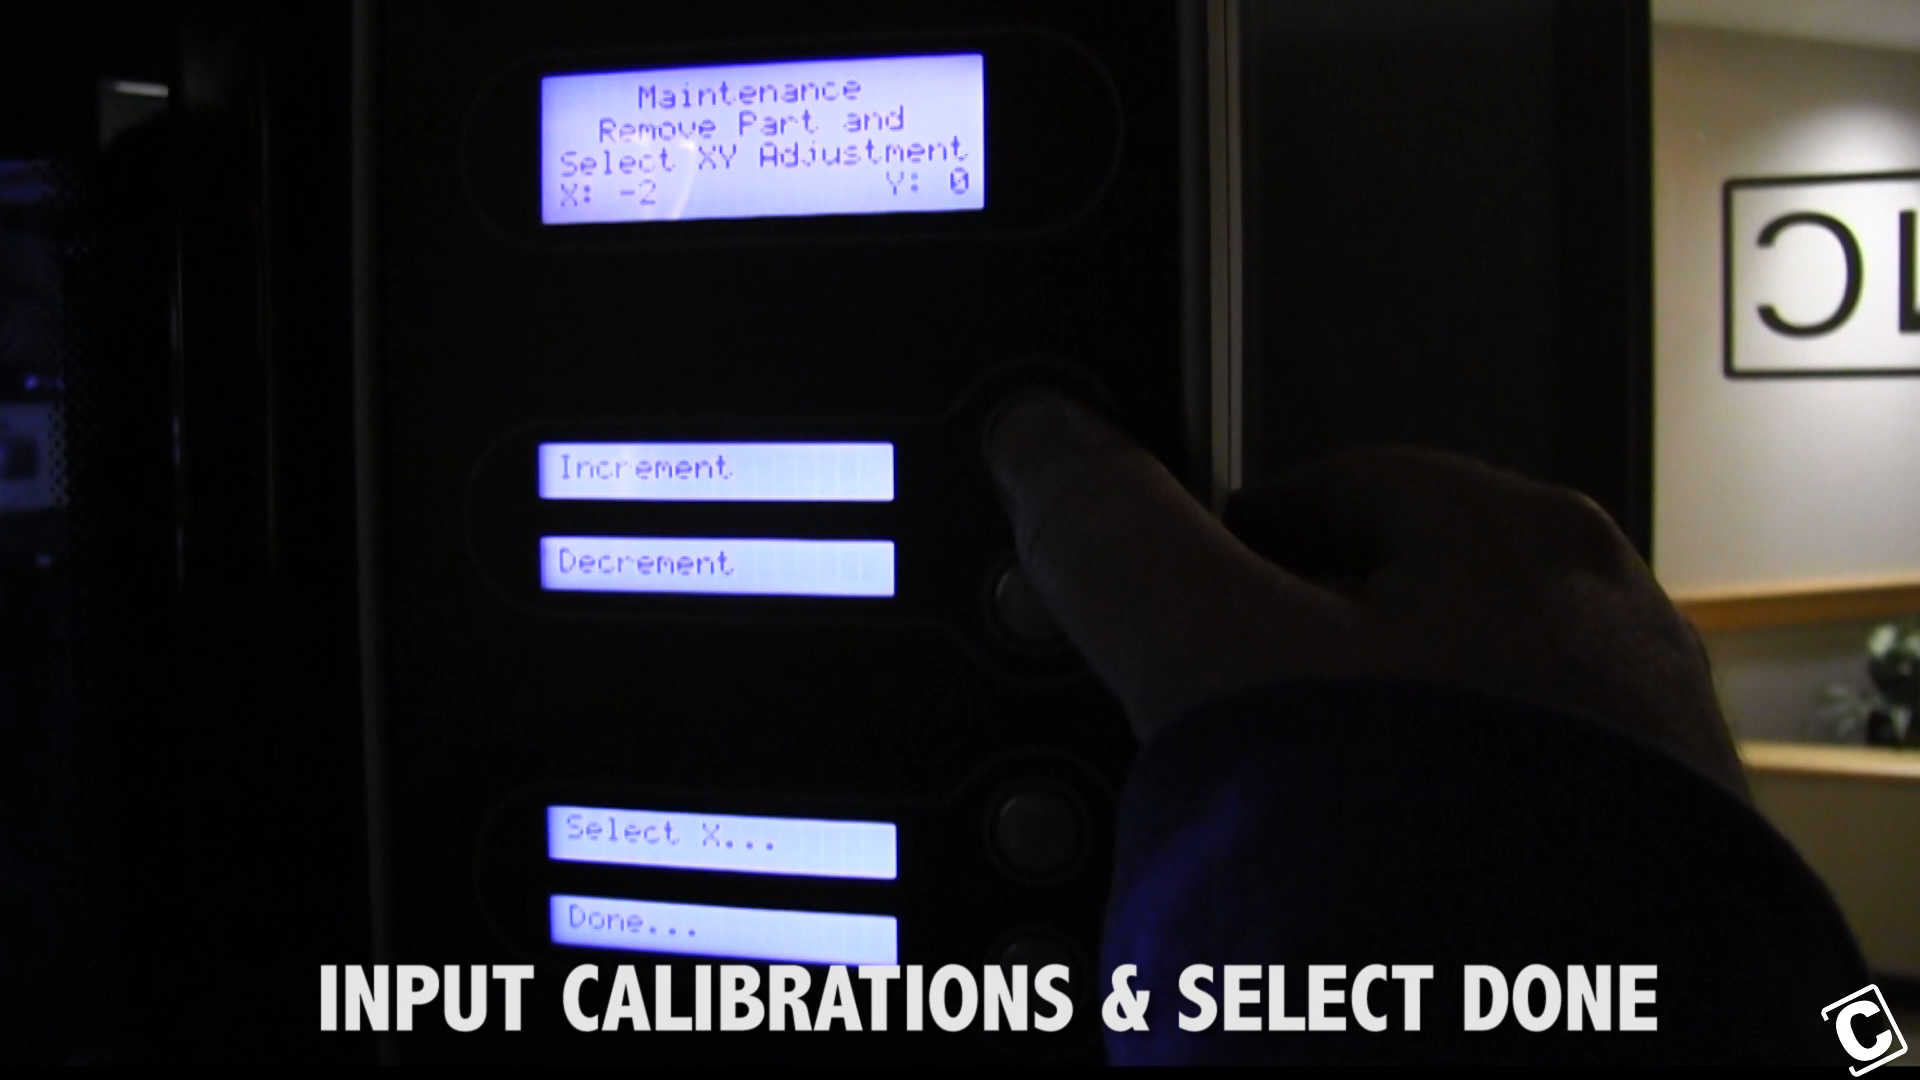 Maintenance
Remove Part and
Select XY Adjustment
X: -2 Y: 0
Increment
Decrement
Select X...
Done...
INPUT CALIBRATIONS & SELECT DONE
C